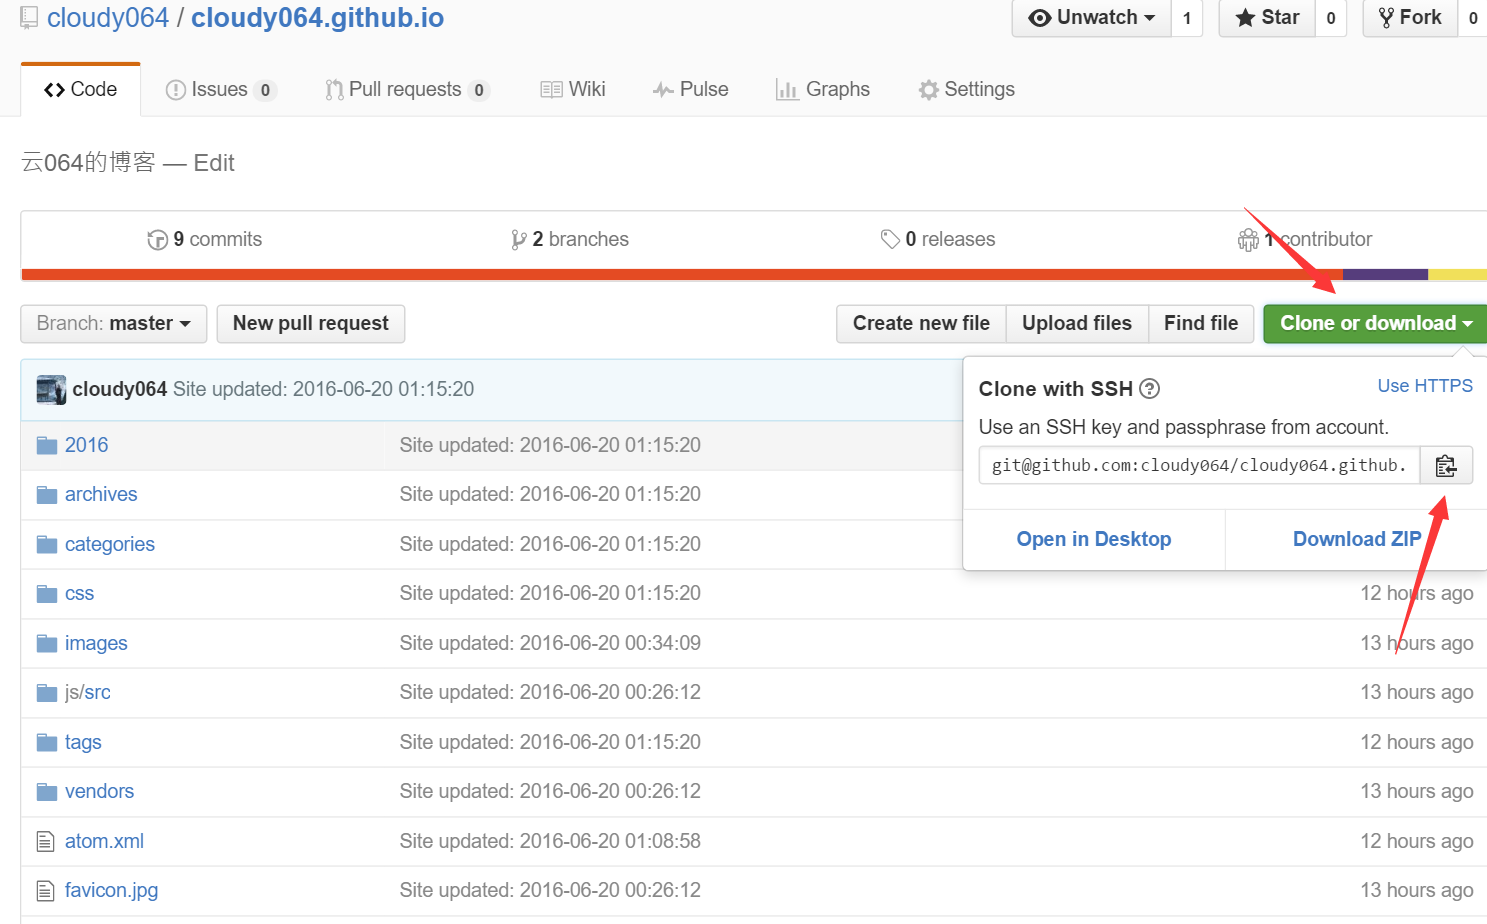 cloudy064 / cloudy064.github.io
Unwatch 1 Star 0 Fork 0
Code Issues 0 Pull requests 0 Wiki Pulse Graphs Settings
云064的博客 — Edit
9 commits 2 branches 0 releases 1 contributor
Branch: master New pull request Create new file Upload files Find file Clone or download
cloudy064 Site updated: 2016-06-20 01:15:20
Clone with SSH ? Use HTTPS
Use an SSH key and passphrase from account.
git@github.com:cloudy064/cloudy064.github.
Open in Desktop Download ZIP
2016 Site updated: 2016-06-20 01:15:20
archives Site updated: 2016-06-20 01:15:20
categories Site updated: 2016-06-20 01:15:20
css Site updated: 2016-06-20 01:15:20 12 hours ago
images Site updated: 2016-06-20 00:34:09 13 hours ago
js/src Site updated: 2016-06-20 00:26:12 13 hours ago
tags Site updated: 2016-06-20 01:15:20 12 hours ago
vendors Site updated: 2016-06-20 00:26:12 13 hours ago
atom.xml Site updated: 2016-06-20 01:08:58 12 hours ago
favicon.jpg Site updated: 2016-06-20 00:26:12 13 hours ago